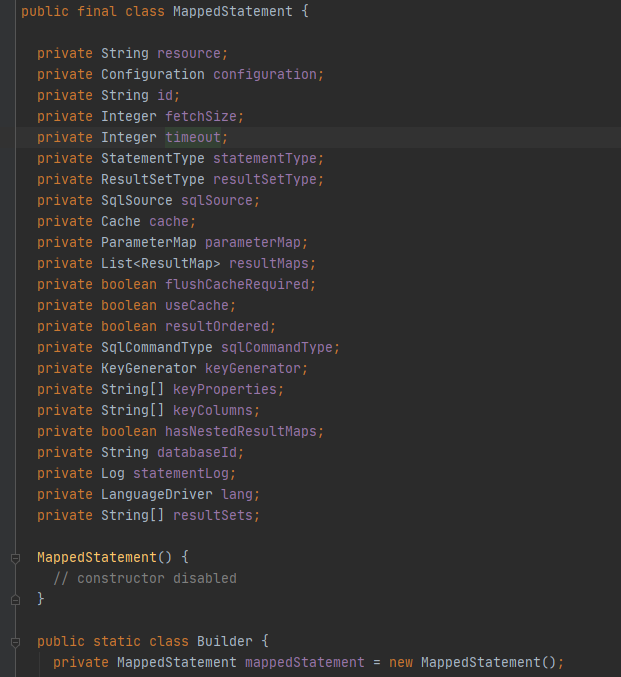 public final class MappedStatement {
private String resource;
private Configuration configuration;
private String id;
private Integer fetchSize;
private Integer timeout;
private StatementType statementType;
private ResultSetType resultSetType;
private SqlSource sqlSource;
private Cache cache;
private ParameterMap parameterMap;
private List<ResultMap> resultMaps;
private boolean flushCacheRequired;
private boolean useCache;
private boolean resultOrdered;
private SqlCommandType sqlCommandType;
private KeyGenerator keyGenerator;
private String[] keyProperties;
private String[] keyColumns;
private boolean hasNestedResultMaps;
private String databaseId;
private Log statementLog;
private LanguageDriver lang;
private String[] resultSets;
MappedStatement() {
// constructor disabled
}
public static class Builder {
private MappedStatement mappedStatement = new MappedStatement();